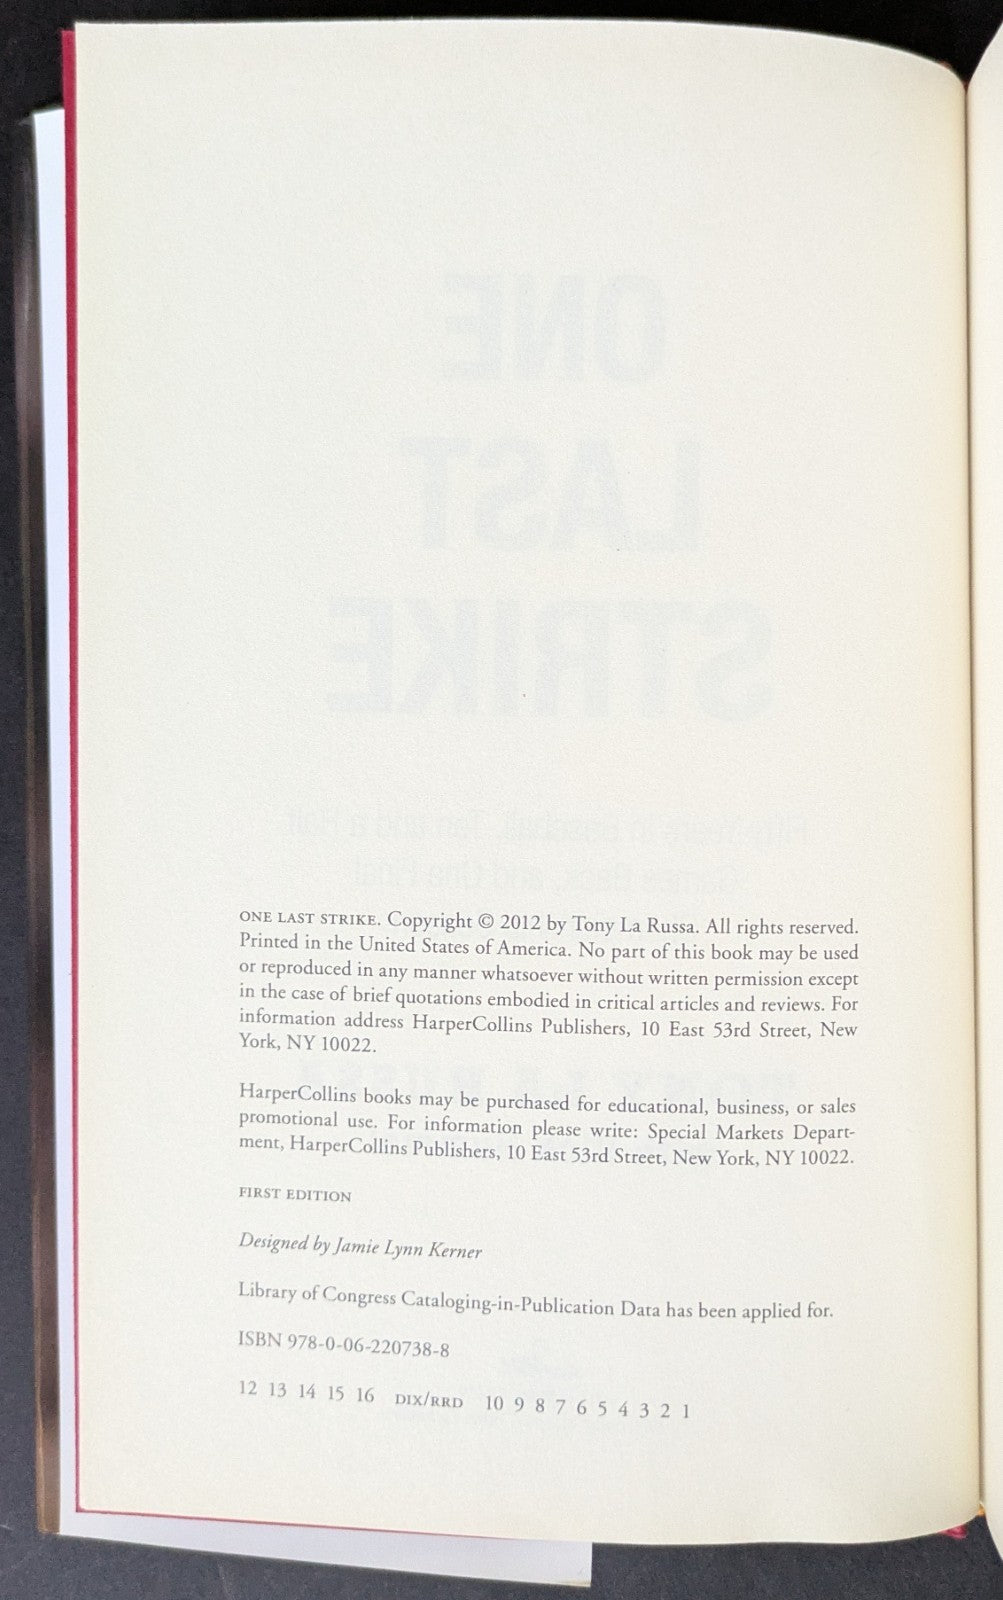 ONE LAST STRIKE. Copyright © 2012 by Tony La Russa. All rights reserved.
Printed in the United States of America. No part of this book may be used
or reproduced in any manner whatsoever without written permission except
in the case of brief quotations embodied in critical articles and reviews. For
information address HarperCollins Publishers, 10 East 53rd Street, New
York, NY 10022.
HarperCollins books may be purchased for educational, business, or sales
promotional use. For information please write: Special Markets Depart-
ment, HarperCollins Publishers, 10 East 53rd Street, New York, NY 10022.
FIRST EDITION
Designed by Jamie Lynn Kerner
Library of Congress Cataloging-in-Publication Data has been applied for.
ISBN 978-0-06-220738-8
12 13 14 15 16 DIX/RRD 10 9 8 7 6 5 4 3 2 1